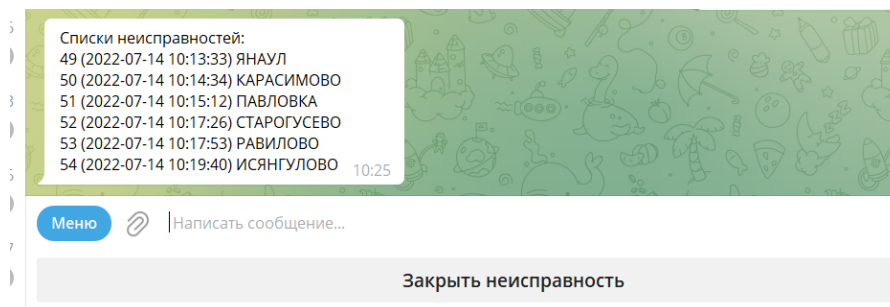 Списки неисправностей:
49 (2022-07-14 10:13:33) ЯНАУЛ
50 (2022-07-14 10:14:34) КАРАСИМОВО
51 (2022-07-14 10:15:12) ПАВЛОВКА
52 (2022-07-14 10:17:26) СТАРОГУСЕВО
53 (2022-07-14 10:17:53) РАВИЛОВО
54 (2022-07-14 10:19:40) ИСЯНГУЛОВО
10:25
Меню
Написать сообщение...
Закрыть неисправность